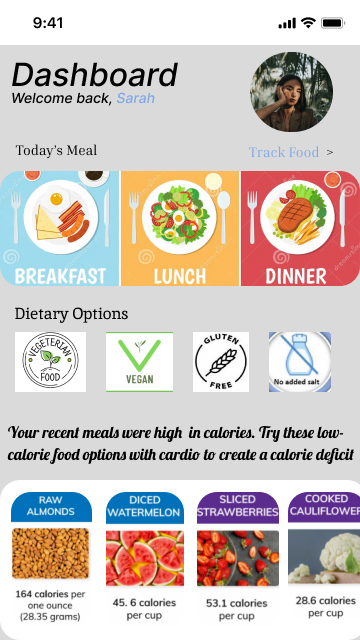 9:41
Dashboard
Welcome back, Sarah
Today's Meal
Track Food >
BREAKFAST LUNCH DINNER
Dietary Options
VEGETERIAN
FOOD
VEGAN
GLUTEN
FREE
No added salt
Your recent meals were high in calories. Try these low-
calorie food options with cardio to create a calorie deficit
RAW
ALMONDS
164 calories per
one ounce
(28.35 grams)
DICED
WATERMELON
45. 6 calories
per cup
SLICED
STRAWBERRIES
53.1 calories
per cup
COOKED
CAULIFLOWER
28.6 calories
per cup